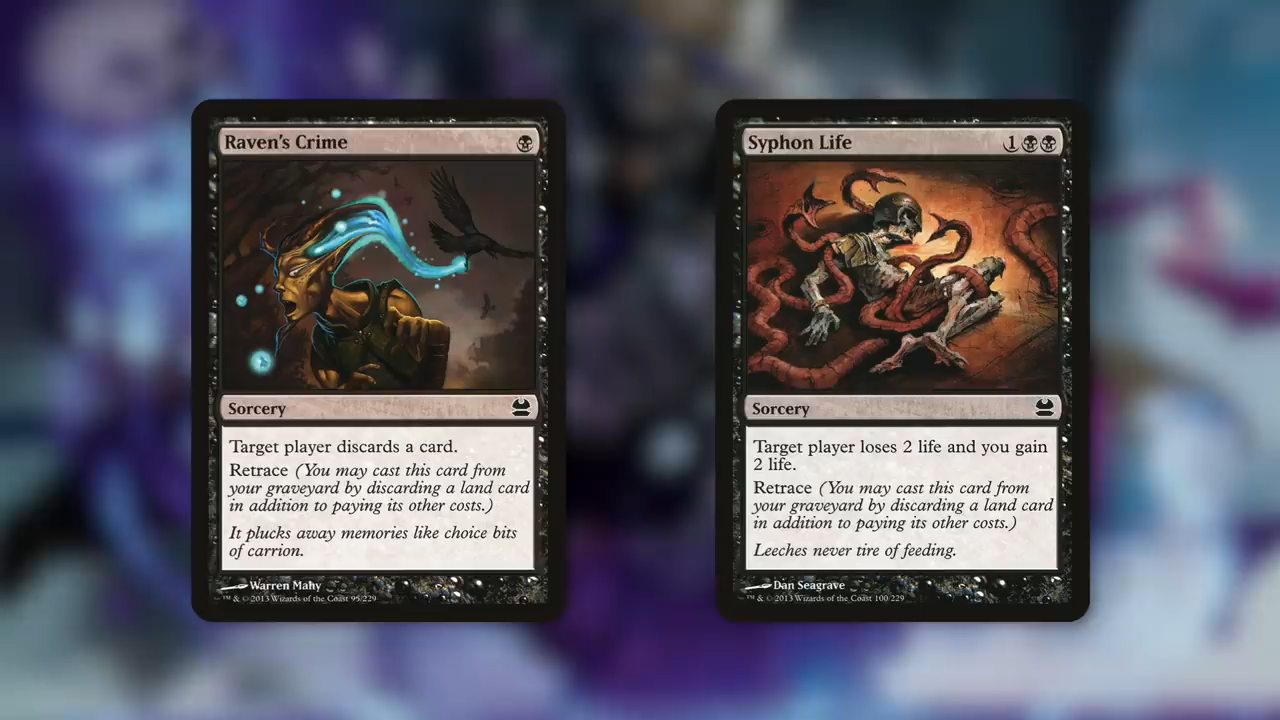 Raven's Crime
Sorcery
Target player discards a card.
Retrace (You may cast this card from
your graveyard by discarding a land card
in addition to paying its other costs.)
It plucks away memories like choice bits
of carrion.
Warren Mahy
™ & © 2013 Wizards of the Coast 95/229
Syphon Life 1
Sorcery
Target player loses 2 life and you gain
2 life.
Retrace (You may cast this card from
your graveyard by discarding a land card
in addition to paying its other costs.)
Leeches never tire of feeding.
Dan Seagrave
™ & © 2013 Wizards of the Coast 100/229